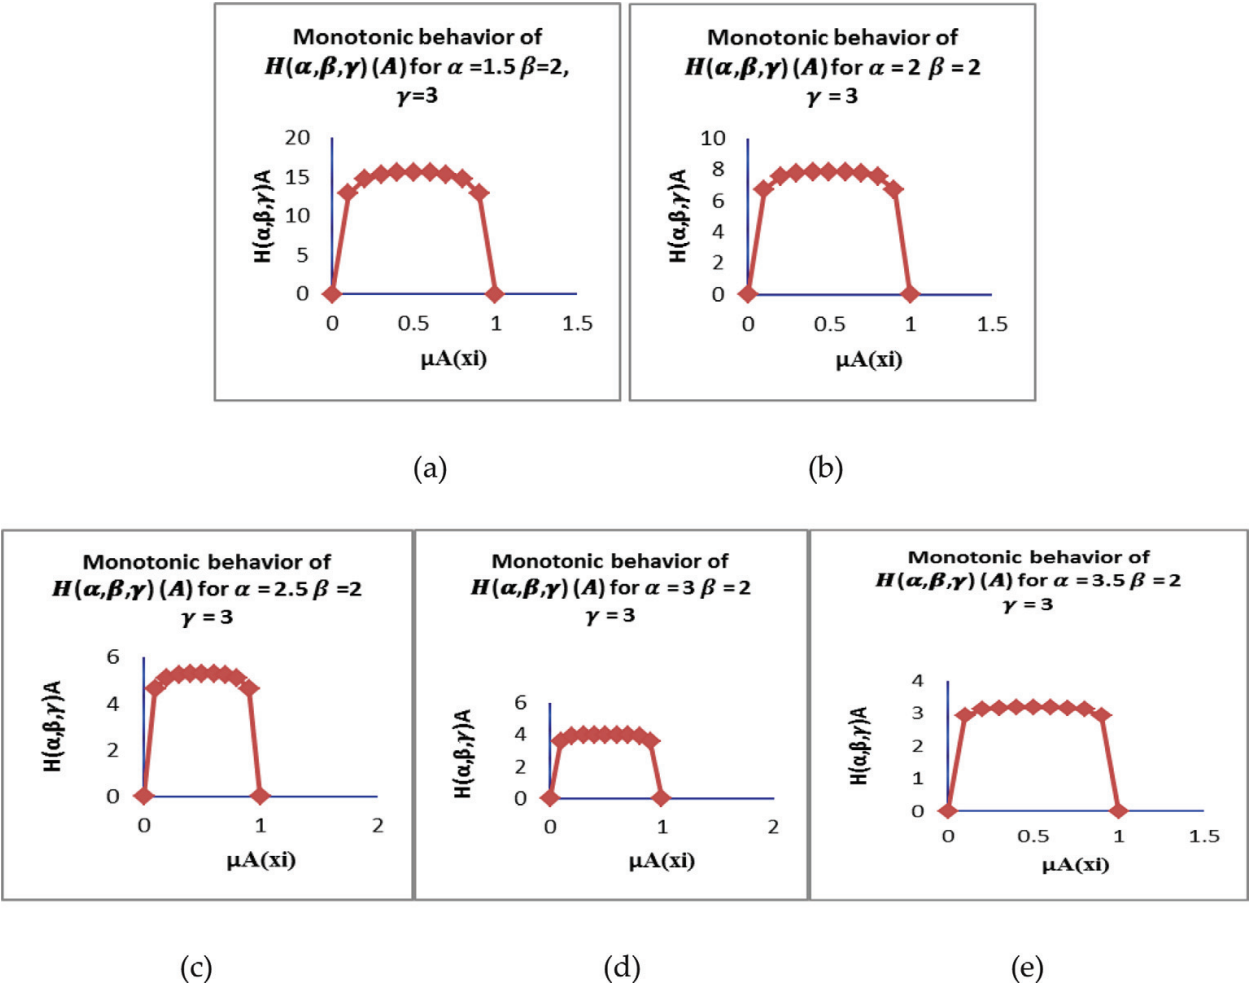 Monotonic behavior of
H(α,β,γ)(A) for α =1.5 β=2,
γ=3
20
15
10
5
0
H(α,β,γ)A
0 0.5 1 1.5
μA(xi)
(a)
Monotonic behavior of
H(α,β,γ)(A) for α = 2 β = 2
γ = 3
10
8
6
4
2
0
H(α,β,γ)A
0 0.5 1 1.5
μA(xi)
(b)
Monotonic behavior of
H(α,β,γ)(A) for α = 2.5 β =2
γ = 3
6
4
2
0
H(α,β,γ)A
0 1 2
μA(xi)
(c)
Monotonic behavior of
H(α,β,γ)(A) for α = 3 β = 2
γ = 3
6
4
2
0
H(α,β,γ)A
0 1 2
μA(xi)
(d)
Monotonic behavior of
H(α,β,γ)(A) for α = 3.5 β = 2
γ = 3
4
3
2
1
0
H(α,β,γ)A
0 0.5 1 1.5
μA(xi)
(e)